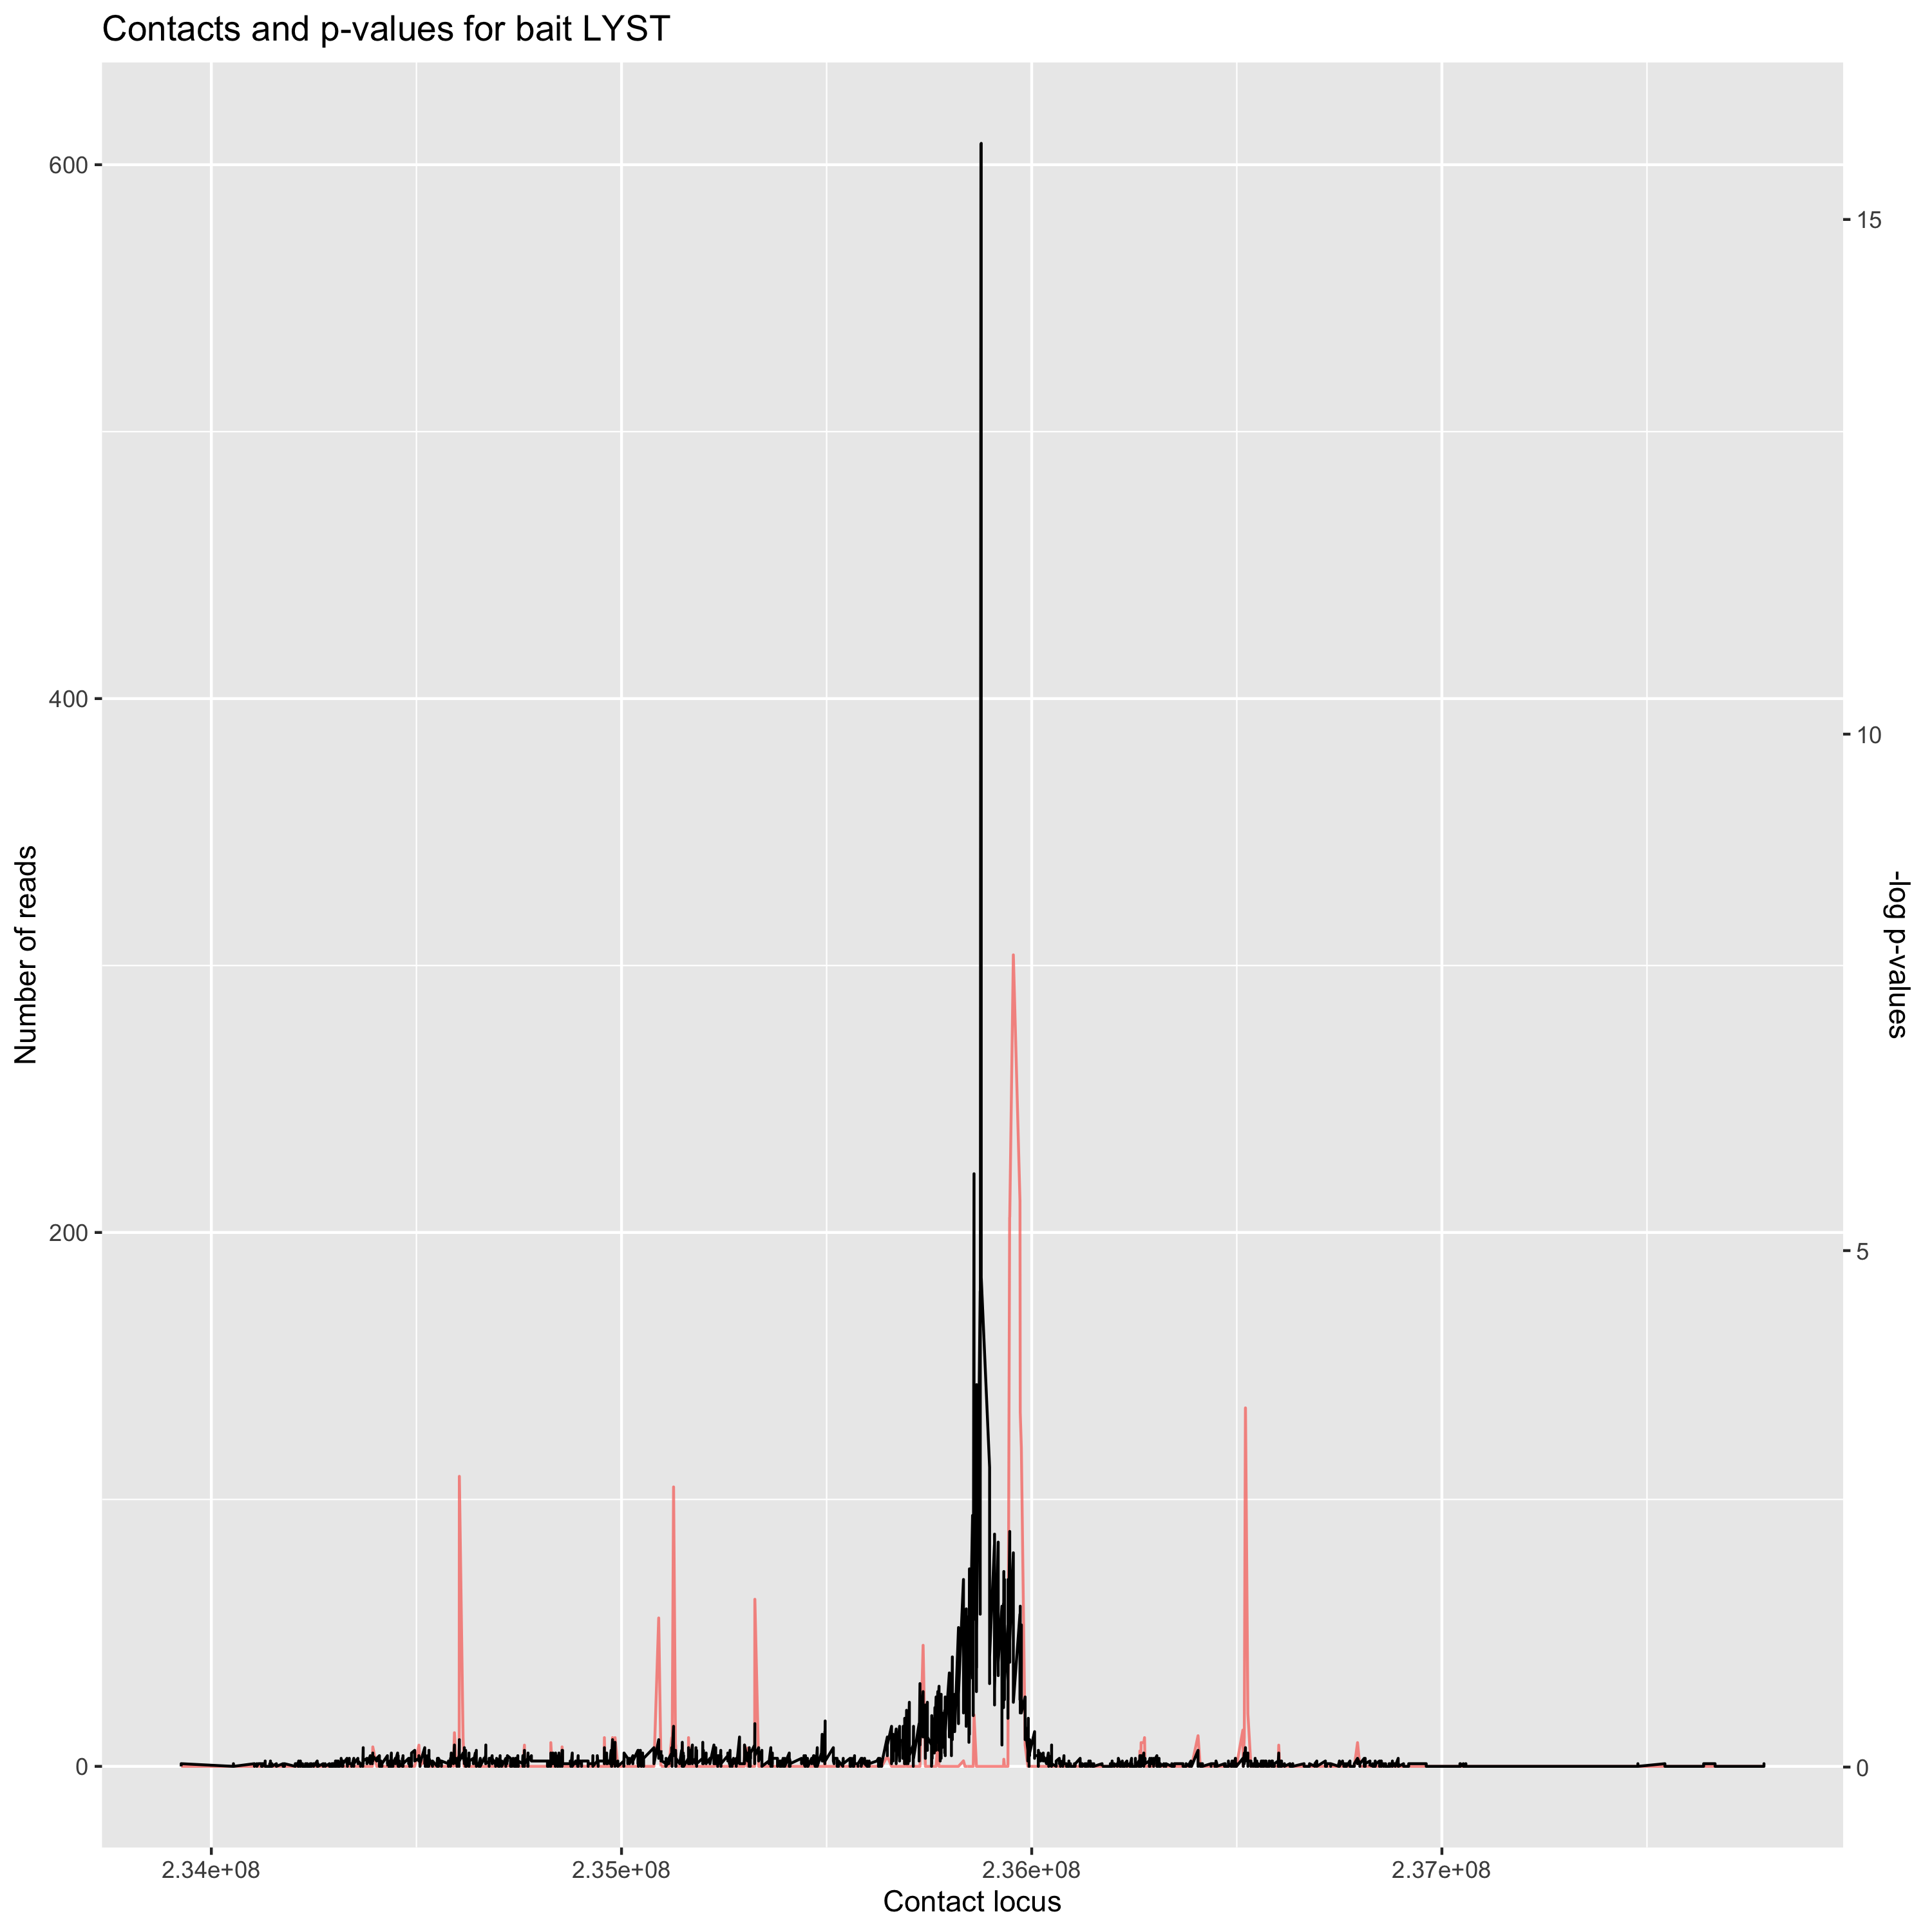 Contacts and p-values for bait LYST
600
400
200
0
Number of reads
15
10
5
0
-log p-values
2.34e+08
2.35e+08
2.36e+08
2.37e+08
Contact locus